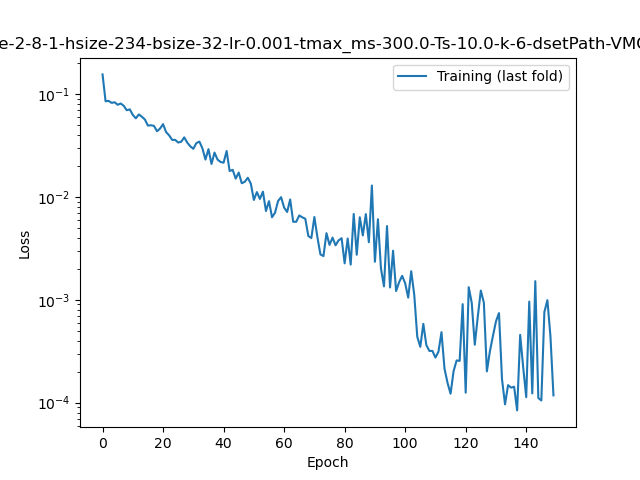 e-2-8-1-hsize-234-bsize-32-lr-0.001-tmax_ms-300.0-Ts-10.0-k-6-dsetPath-VMC
Training (last fold)
10⁻¹
10⁻²
10⁻³
10⁻⁴
Loss
0 20 40 60 80 100 120 140
Epoch